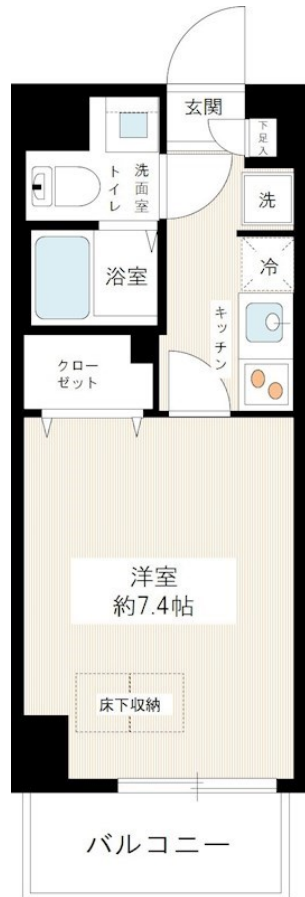 玄関
下足入
洗面室
トイレ
洗
冷
浴室
キッチン
クロー
ゼット
洋室
約7.4帖
床下収納
バルコニー